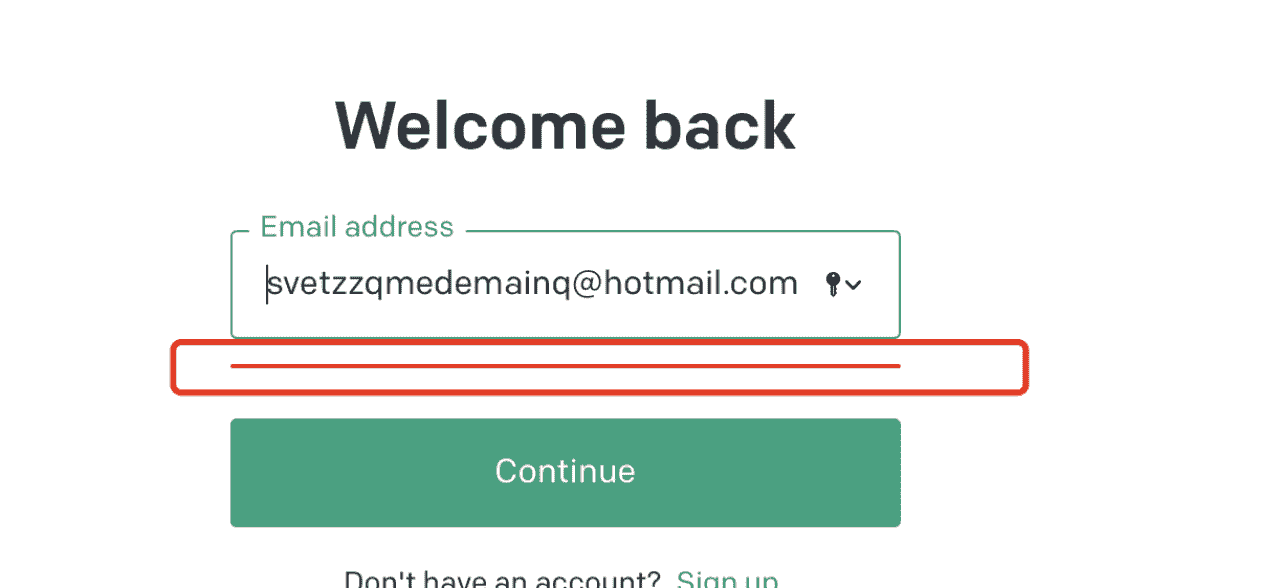 Welcome back
Email address
svetzzqmedemainq@hotmail.com
Continue
Don't have an account? Sign up